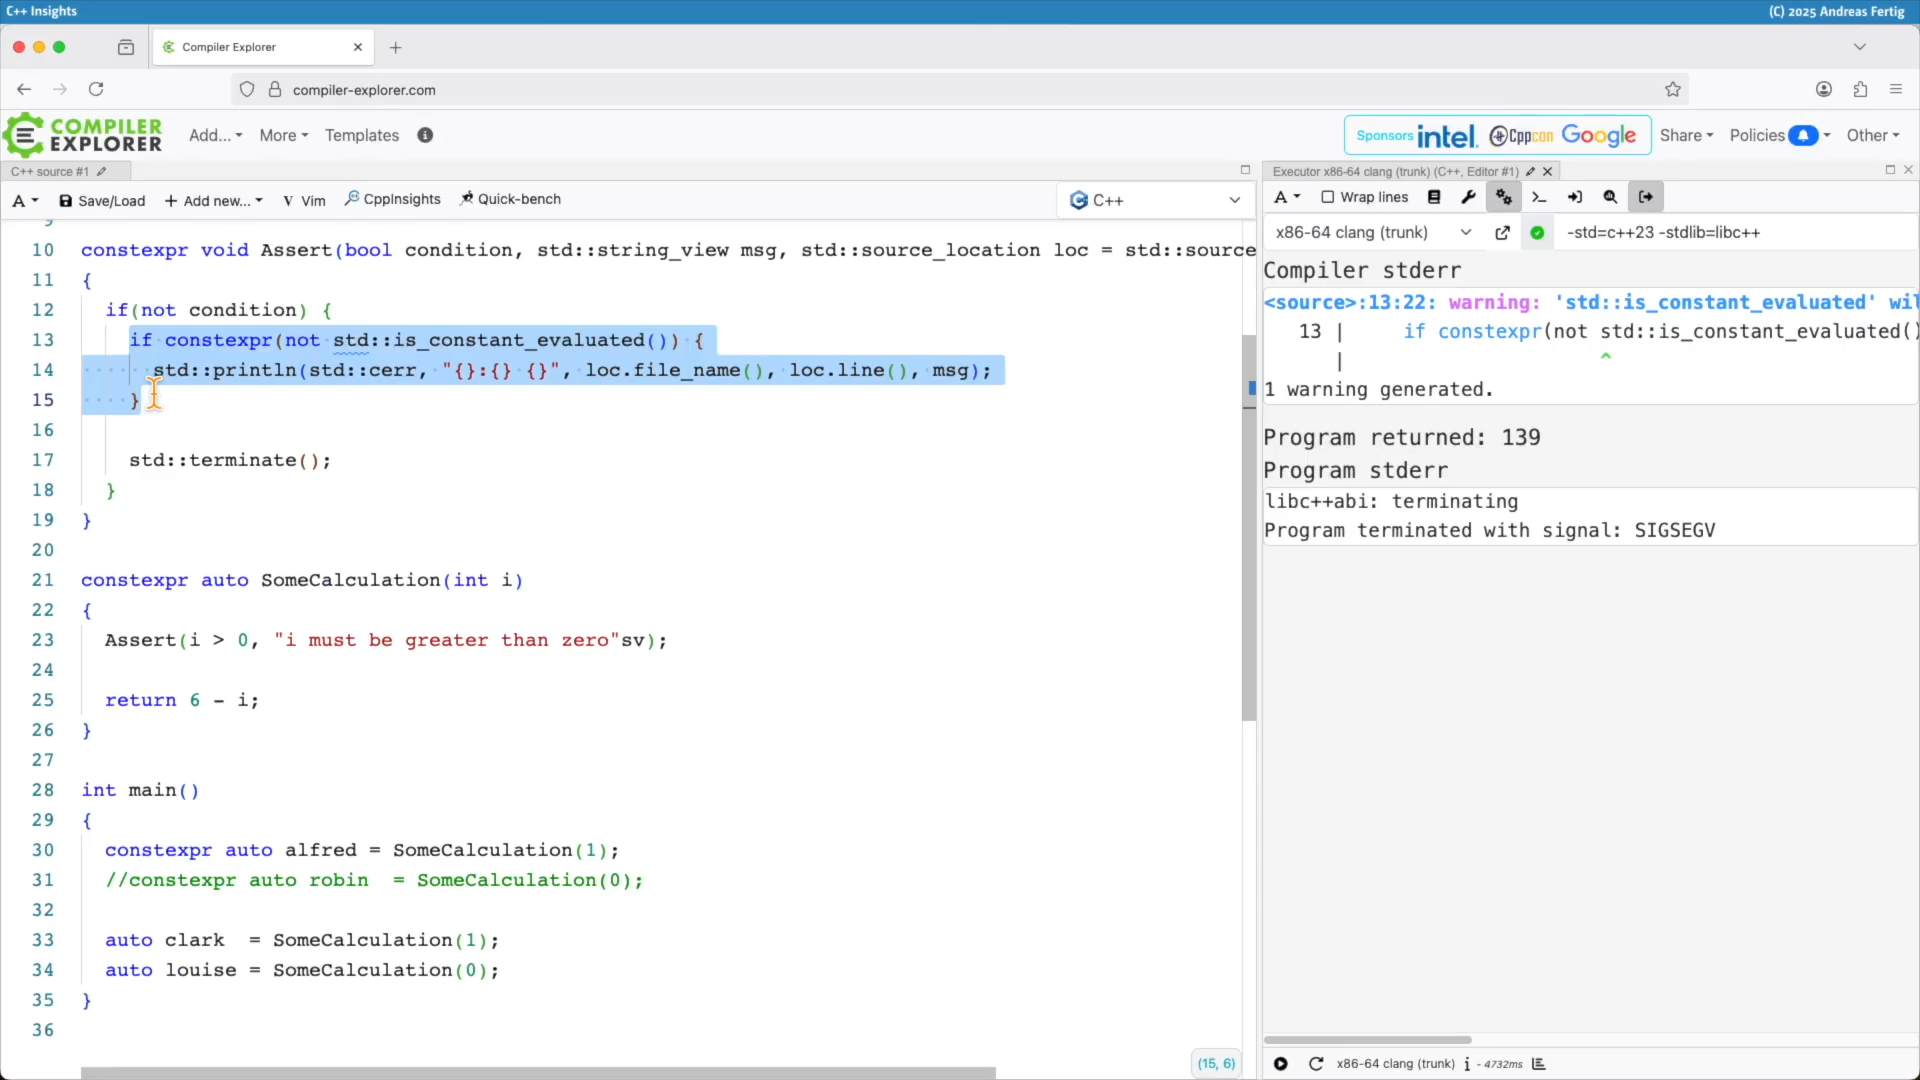 C++ Insights
(C) 2025 Andreas Fertig
Compiler Explorer
compiler-explorer.com
COMPILER EXPLORER
Add... More Templates
Sponsors intel. Cppcon Google Share Policies Other
C++ source #1
A Save/Load + Add new... Vim CppInsights Quick-bench C++
9
10 constexpr void Assert(bool condition, std::string_view msg, std::source_location loc = std::source
11 {
12 if(not condition) {
13 if constexpr(not std::is_constant_evaluated()) {
14 std::println(std::cerr, "{}:{} {}", loc.file_name(), loc.line(), msg);
15 }
16
17 std::terminate();
18 }
19 }
20
21 constexpr auto SomeCalculation(int i)
22 {
23 Assert(i > 0, "i must be greater than zero"sv);
24
25 return 6 - i;
26 }
27
28 int main()
29 {
30 constexpr auto alfred = SomeCalculation(1);
31 //constexpr auto robin  = SomeCalculation(0);
32
33 auto clark  = SomeCalculation(1);
34 auto louise = SomeCalculation(0);
35 }
36
(15, 6)
Executor x86-64 clang (trunk) (C++, Editor #1)
A Wrap lines
x86-64 clang (trunk) -std=c++23 -stdlib=libc++
Compiler stderr
<source>:13:22: warning: 'std::is_constant_evaluated' wil
13 | if constexpr(not std::is_constant_evaluated()
| ^
1 warning generated.
Program returned: 139
Program stderr
libc++abi: terminating
Program terminated with signal: SIGSEGV
x86-64 clang (trunk) i - 4732ms